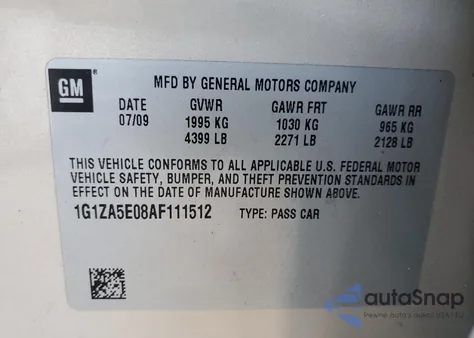 GM
MFD BY GENERAL MOTORS COMPANY
DATE GVWR GAWR FRT GAWR RR
07/09 1995 KG 1030 KG 965 KG
4399 LB 2271 LB 2128 LB
THIS VEHICLE CONFORMS TO ALL APPLICABLE U.S. FEDERAL MOTOR
VEHICLE SAFETY, BUMPER, AND THEFT PREVENTION STANDARDS IN
EFFECT ON THE DATE OF MANUFACTURE SHOWN ABOVE.
1G1ZA5E08AF111512 TYPE: PASS CAR
autoSnap